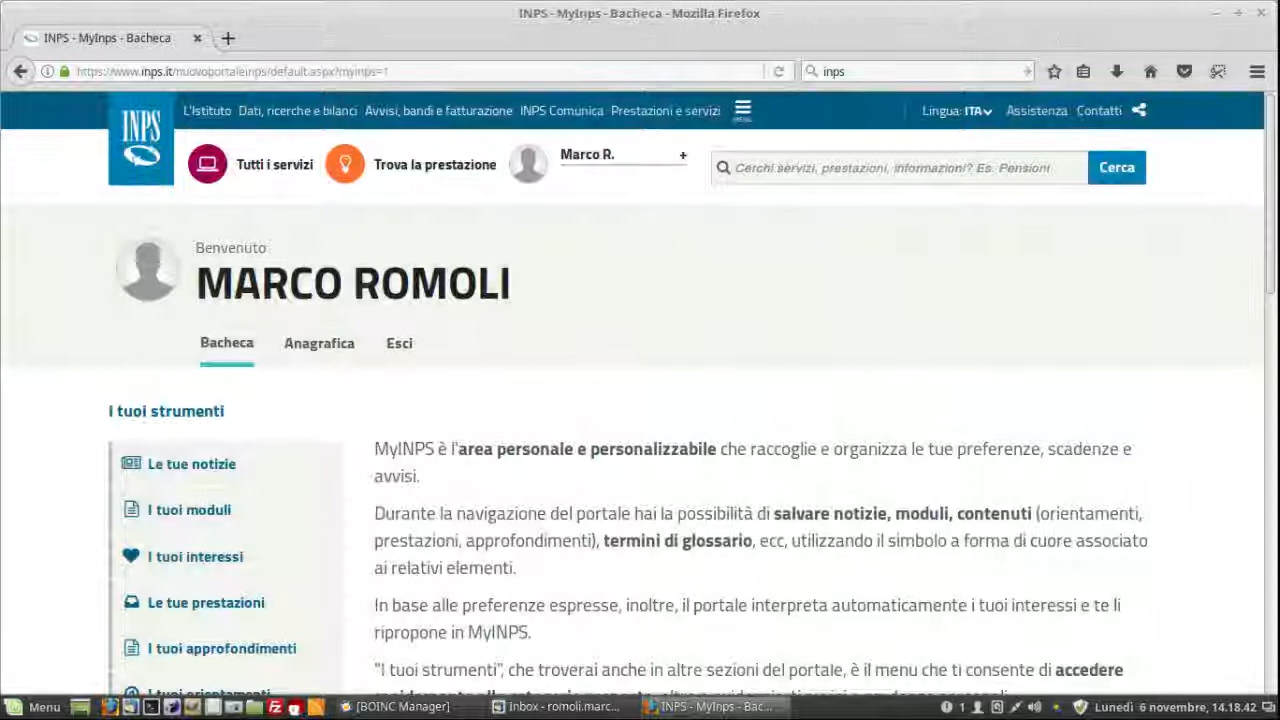 INPS - MyInps - Bacheca - Mozilla Firefox
INPS - MyInps - Bacheca
https://www.inps.it/nuovoportaleinps/default.aspx?myinps=1
inps
INPS
L'Istituto Dati, ricerche e bilanci Avvisi, bandi e fatturazione INPS Comunica Prestazioni e servizi
MENU
Lingua: ITA Assistenza Contatti
Tutti i servizi
Trova la prestazione
Marco R. +
Cerchi servizi, prestazioni, informazioni? Es. Pensioni
Cerca
Benvenuto
MARCO ROMOLI
Bacheca Anagrafica Esci
I tuoi strumenti
Le tue notizie
I tuoi moduli
I tuoi interessi
Le tue prestazioni
I tuoi approfondimenti
I tuoi orientamenti
MyINPS è l'area personale e personalizzabile che raccoglie e organizza le tue preferenze, scadenze e
avvisi.
Durante la navigazione del portale hai la possibilità di salvare notizie, moduli, contenuti (orientamenti,
prestazioni, approfondimenti), termini di glossario, ecc, utilizzando il simbolo a forma di cuore associato
ai relativi elementi.
In base alle preferenze espresse, inoltre, il portale interpreta automaticamente i tuoi interessi e te li
ripropone in MyINPS.
"I tuoi strumenti", che troverai anche in altre sezioni del portale, è il menu che ti consente di accedere
Menu
[BOINC Manager]
Inbox - romoli.marc...
INPS - MyInps - Bac...
1
Lunedì 6 novembre, 14.18.42